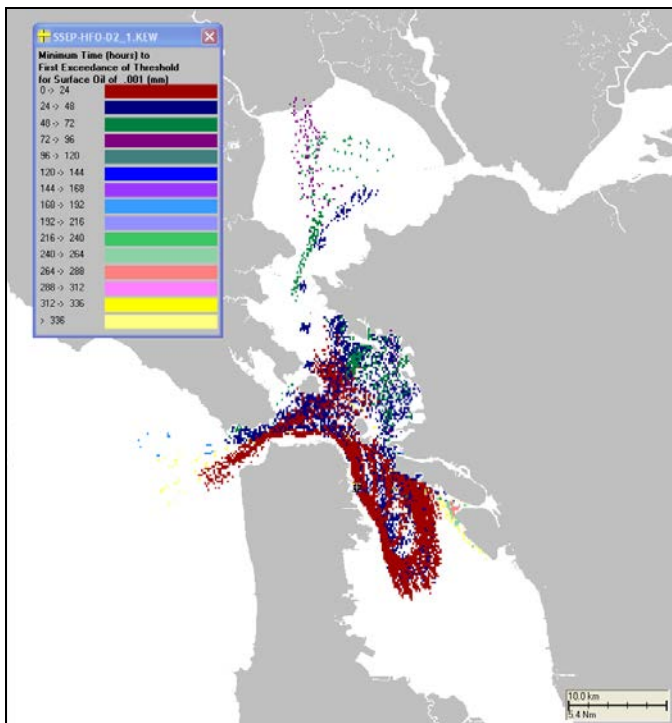 SSEP-HFO-D2_1.KEW
Minimum Time (hours) to
First Exceedance of Threshold
for Surface Oil of .001 (mm)
0 -> 24
24 -> 48
48 -> 72
72 -> 96
96 -> 120
120 -> 144
144 -> 168
168 -> 192
192 -> 216
216 -> 240
240 -> 264
264 -> 288
288 -> 312
312 -> 336
> 336
10.0 km
5.4 Nm